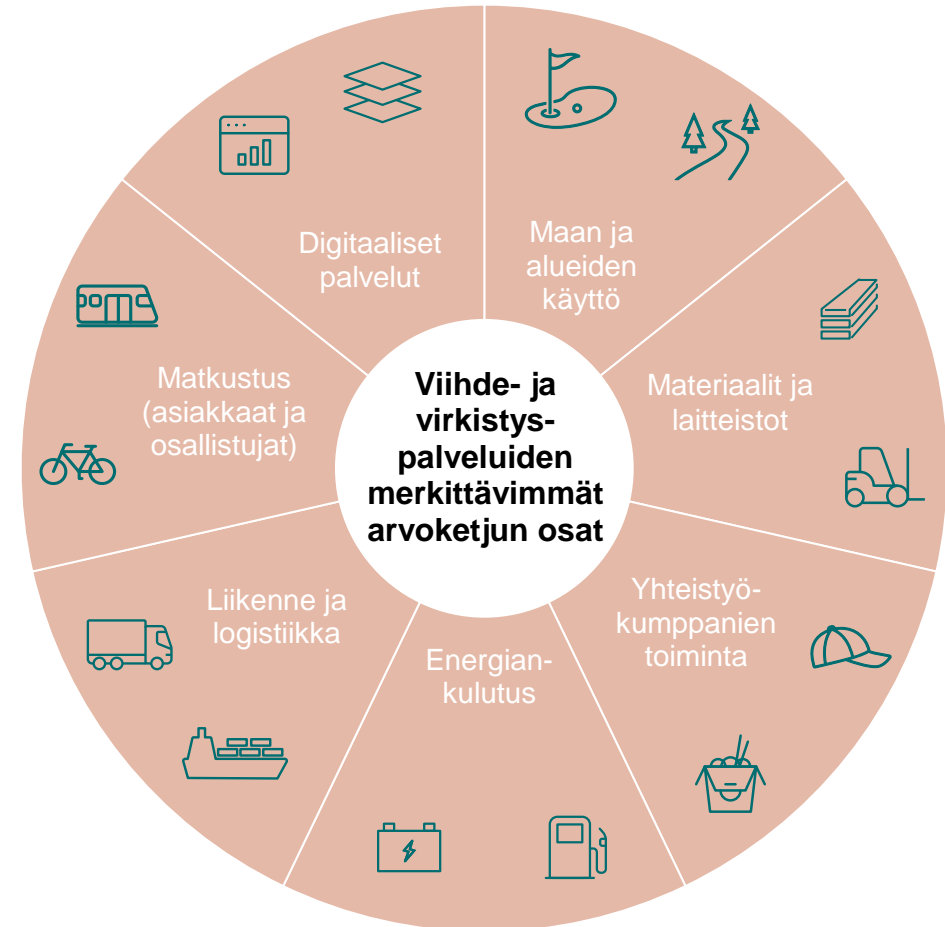 Viihde- ja
virkistys-
palveluiden
merkittävimmät
arvoketjun osat
Maan ja
alueiden
käyttö
Materiaalit ja
laitteistot
Yhteistyö-
kumppanien
toiminta
Energian-
kulutus
Liikenne ja
logistiikka
Matkustus
(asiakkaat ja
osallistujat)
Digitaaliset
palvelut